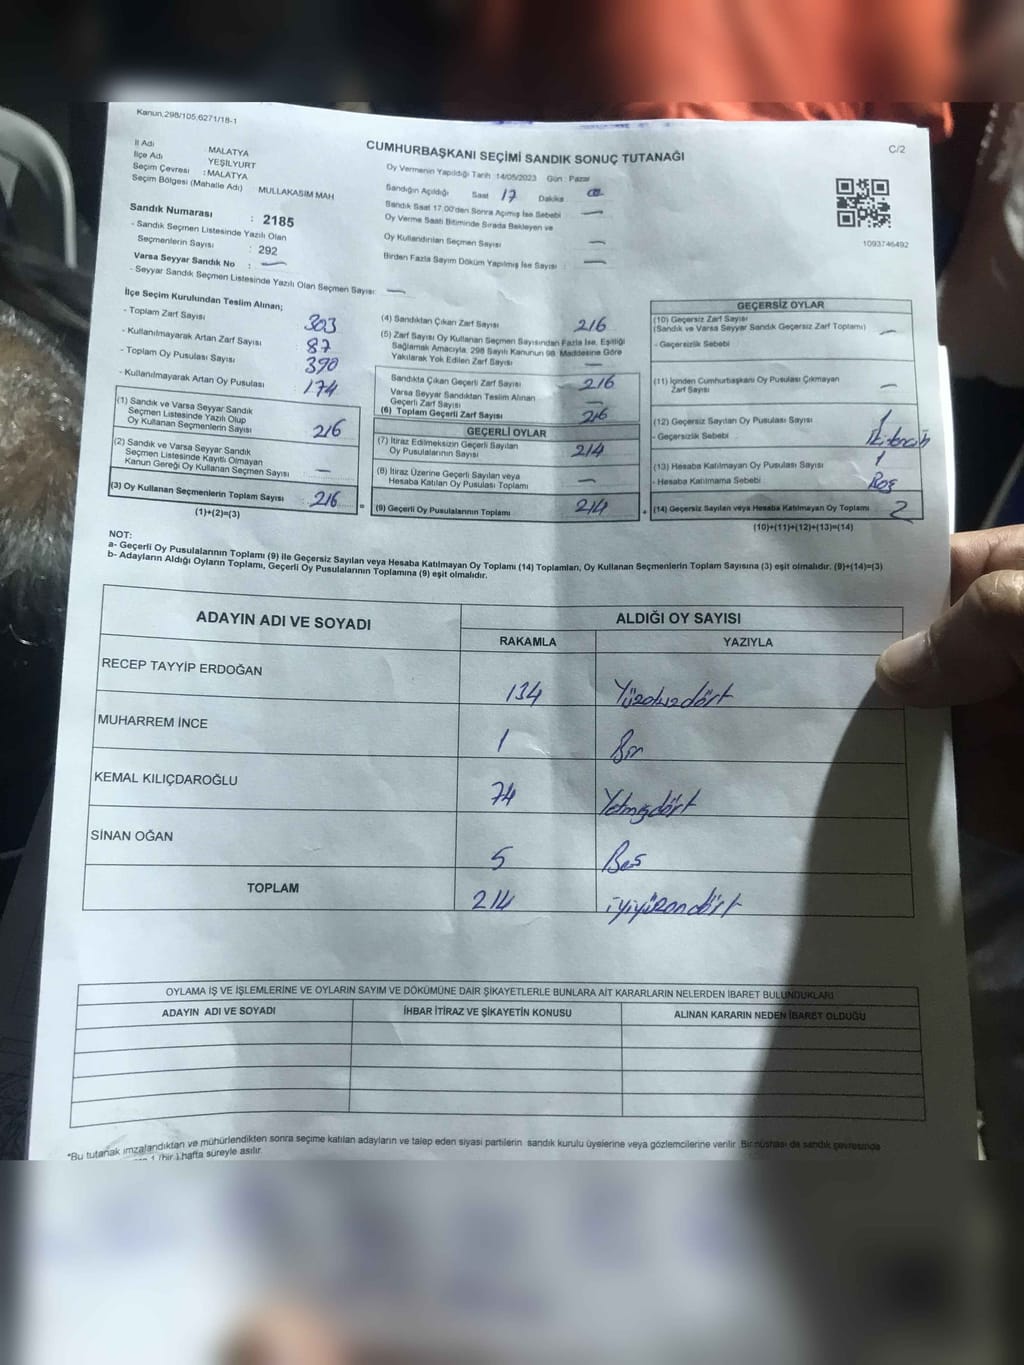 Kanun,298/105,6271/18-1
C/2
CUMHURBAŞKANI SEÇİMİ SANDIK SONUÇ TUTANAĞI
İl Adı : MALATYA
İlçe Adı : YEŞİLYURT
Seçim Çevresi : MALATYA
Seçim Bölgesi (Mahalle Adı) MULLAKASIM MAH
Sandık Numarası : 2185
- Sandık Seçmen Listesinde Yazılı Olan
Seçmenlerin Sayısı : 292
Varsa Seyyar Sandık No : —
- Seyyar Sandık Seçmen Listesinde Yazılı Olan Seçmen Sayısı: —
Oy Vermenin Yapıldığı Tarih :14/05/2023 Gün : Pazar
Sandığın Açıldığı Saat 17 Dakika
Sandık Saat 17.00'den Sonra Açılmış İse Sebebi —
Oy Verme Saati Bitiminde Sırada Bekleyen ve
Oy Kullandırılan Seçmen Sayısı —
Birden Fazla Sayım Döküm Yapılmış İse Sayısı : —
1093746492
İlçe Seçim Kurulundan Teslim Alınan;
- Toplam Zarf Sayısı : 303
- Kullanılmayarak Artan Zarf Sayısı : 87
- Toplam Oy Pusulası Sayısı : 390
- Kullanılmayarak Artan Oy Pusulası : 174
(1) Sandık ve Varsa Seyyar Sandık
Seçmen Listesinde Yazılı Olup
Oy Kullanan Seçmenlerin Sayısı : 216
(2) Sandık ve Varsa Seyyar Sandık
Seçmen Listesinde Kayıtlı Olmayan
Kanun Gereği Oy Kullanan Seçmen Sayısı : —
(3) Oy Kullanan Seçmenlerin Toplam Sayısı : 216
(1)+(2)=(3)
(4) Sandıktan Çıkan Zarf Sayısı 216
(5) Zarf Sayısı Oy Kullanan Seçmen Sayısından Fazla İse, Eşitliği
Sağlamak Amacıyla, 298 Sayılı Kanunun 98. Maddesine Göre
Yakılarak Yok Edilen Zarf Sayısı —
Sandıkta Çıkan Geçerli Zarf Sayısı 216
Varsa Seyyar Sandıktan Teslim Alınan
Geçerli Zarf Sayısı —
(6) Toplam Geçerli Zarf Sayısı 216
GEÇERLİ OYLAR
(7) İtiraz Edilmeksizin Geçerli Sayılan
Oy Pusulalarının Sayısı 214
(8) İtiraz Üzerine Geçerli Sayılan veya
Hesaba Katılan Oy Pusulası Toplamı —
(9) Geçerli Oy Pusulalarının Toplamı 214
GEÇERSİZ OYLAR
(10) Geçersiz Zarf Sayısı
(Sandık ve Varsa Seyyar Sandık Geçersiz Zarf Toplamı) —
- Geçersizlik Sebebi
(11) İçinden Cumhurbaşkanı Oy Pusulası Çıkmayan
Zarf Sayısı —
(12) Geçersiz Sayılan Oy Pusulası Sayısı 1
- Geçersizlik Sebebi İki tercih
(13) Hesaba Katılmayan Oy Pusulası Sayısı 1
- Hesaba Katılmama Sebebi Boş
(14) Geçersiz Sayılan veya Hesaba Katılmayan Oy Toplamı 2
(10)+(11)+(12)+(13)=(14)
NOT:
a- Geçerli Oy Pusulalarının Toplamı (9) ile Geçersiz Sayılan veya Hesaba Katılmayan Oy Toplamı (14) Toplamları, Oy Kullanan Seçmenlerin Toplam Sayısına (3) eşit olmalıdır. (9)+(14)=(3)
b- Adayların Aldığı Oyların Toplamı, Geçerli Oy Pusulalarının Toplamına (9) eşit olmalıdır.
ADAYIN ADI VE SOYADI ALDIĞI OY SAYISI
RAKAMLA YAZIYLA
RECEP TAYYİP ERDOĞAN 134 Yüzotuzdört
MUHARREM İNCE 1 Bir
KEMAL KILIÇDAROĞLU 74 Yetmişdört
SİNAN OĞAN 5 Beş
TOPLAM 214 iyiyüzondört
OYLAMA İŞ VE İŞLEMLERİNE VE OYLARIN SAYIM VE DÖKÜMÜNE DAİR ŞİKAYETLERLE BUNLARA AİT KARARLARIN NELERDEN İBARET BULUNDUKLARI
ADAYIN ADI VE SOYADI İHBAR İTİRAZ VE ŞİKAYETİN KONUSU ALINAN KARARIN NEDEN İBARET OLDUĞU
*Bu tutanak imzalandıktan ve mühürlendikten sonra seçime katılan adayların ve talep eden siyasi partilerin sandık kurulu üyelerine veya gözlemcilerine verilir. Bir nüshası da sandık çevresinde
1 (bir) hafta süreyle asılır.